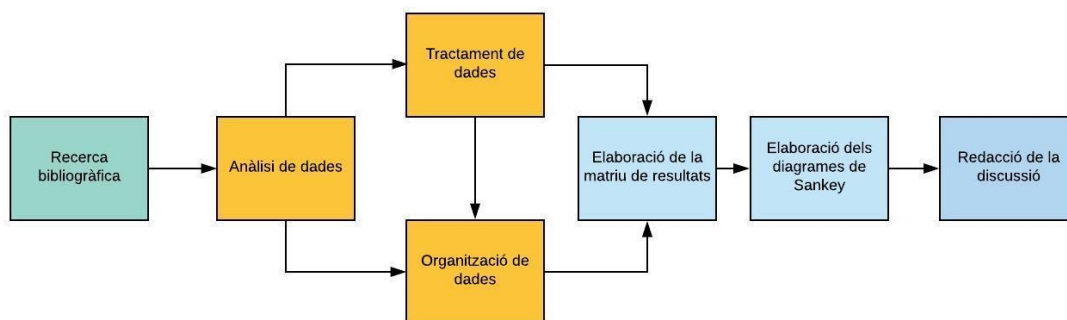 Recerca
bibliogràfica
Anàlisi de dades
Tractament de
dades
Organització de
dades
Elaboració de la
matriu de resultats
Elaboració dels
diagrames de
Sankey
Redacció de la
discussió